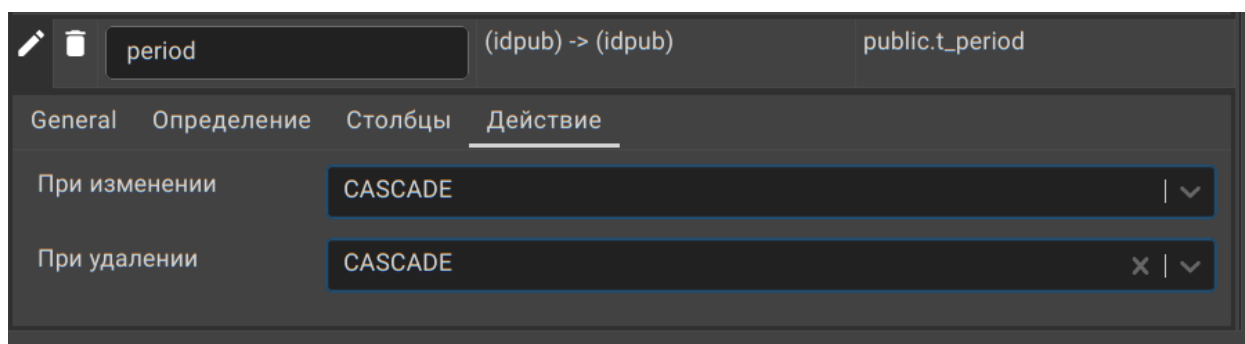 period (idpub) -> (idpub) public.t_period
General Определение Столбцы Действие
При изменении CASCADE
При удалении CASCADE